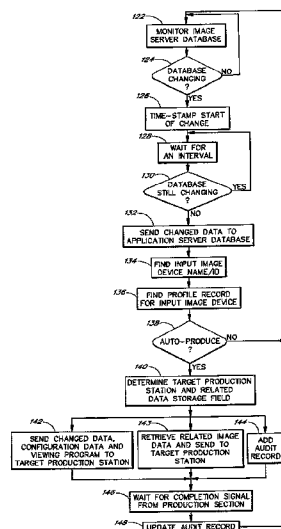 122
MONITOR IMAGE
SERVER DATABASE
124
DATABASE
CHANGING
?
NO
YES
126
TIME-STAMP START
OF CHANGE
128
WAIT FOR
AN INTERVAL
130
DATABASE
STILL CHANGING
?
YES
NO
132
SEND CHANGED DATA TO
APPLICATION SERVER DATABASE
134
FIND INPUT IMAGE
DEVICE NAME/ID
136
FIND PROFILE RECORD
FOR INPUT IMAGE DEVICE
138
AUTO-PRODUCE
?
NO
YES
140
DETERMINE TARGET PRODUCTION
STATION AND RELATED
DATA STORAGE FIELD
142
SEND CHANGED DATA,
CONFIGURATION DATA AND
VIEWING PROGRAM TO
TARGET PRODUCTION STATION
143
RETRIEVE RELATED IMAGE
DATA AND SEND TO
TARGET PRODUCTION
STATION
144
ADD
AUDIT
RECORD
146
WAIT FOR COMPLETION SIGNAL
FROM PRODUCTION SECTION
148
UPDATE AUDIT RECORD